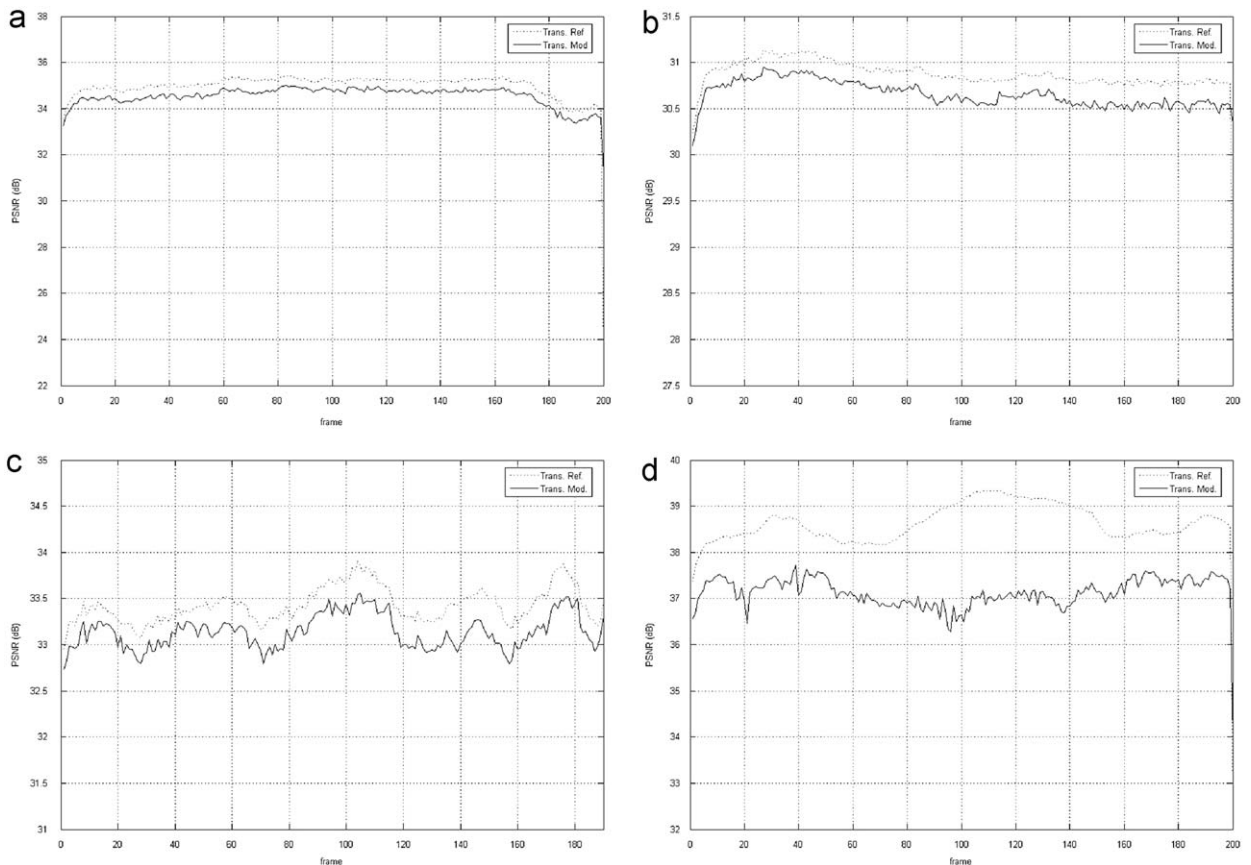 a
38
36
34
32
30
28
26
24
22
PSNR (dB)
0 20 40 60 80 100 120 140 160 180 200
frame
Trans. Ref
Trans. Mod
b
31.5
31
30.5
30
29.5
29
28.5
28
27.5
PSNR (dB)
0 20 40 60 80 100 120 140 160 180 200
frame
Trans. Ref
Trans. Mod.
c
35
34.5
34
33.5
33
32.5
32
31.5
31
PSNR (dB)
0 20 40 60 80 100 120 140 160 180
frame
Trans. Ref.
Trans. Mod.
d
40
39
38
37
36
35
34
33
32
PSNR (dB)
0 20 40 60 80 100 120 140 160 180 200
frame
Trans. Ref.
Trans. Mod.